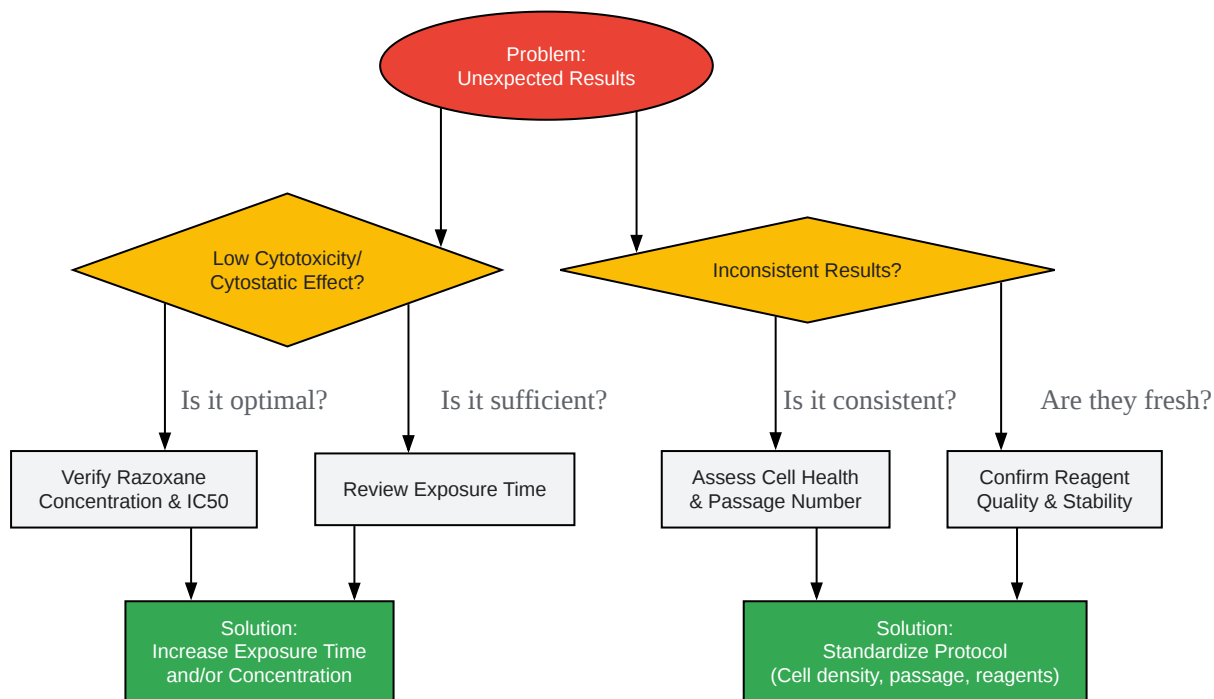 Problem:
Unexpected Results
Low Cytotoxicity/
Cytostatic Effect?
Inconsistent Results?
Is it optimal?
Is it sufficient?
Is it consistent?
Are they fresh?
Verify Razoxane
Concentration & IC50
Review Exposure Time
Assess Cell Health
& Passage Number
Confirm Reagent
Quality & Stability
Solution:
Increase Exposure Time
and/or Concentration
Solution:
Standardize Protocol
(Cell density, passage, reagents)